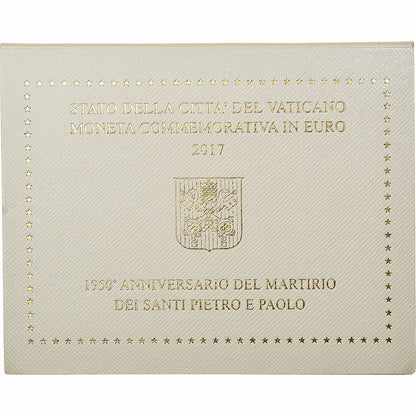 STATO DELLA CITTA' DEL VATICANO
MONETA COMMEMORATIVA IN EURO
2017
1950° ANNIVERSARIO DEL MARTIRIO
DEI SANTI PIETRO E PAOLO